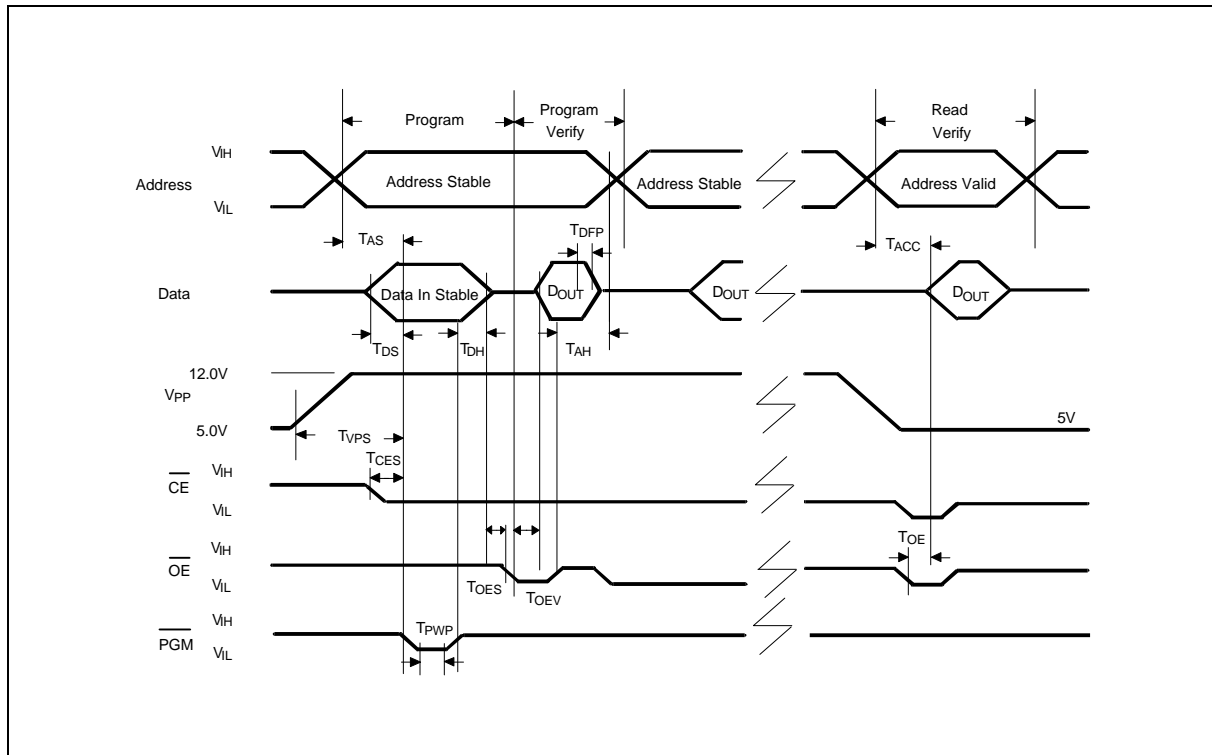 Program
Program
Verify
Read
Verify
VIH
Address
VIL
Address Stable
Address Stable
Address Valid
TAS
TDFP
TACC
Data
Data In Stable
DOUT
DOUT
DOUT
TDS
TDH
TAH
12.0V
VPP
5.0V
5V
TVPS
TCES
VIH
CE
VIL
VIH
OE
VIL
TOES
TOEV
TOE
VIH
PGM
VIL
TPWP